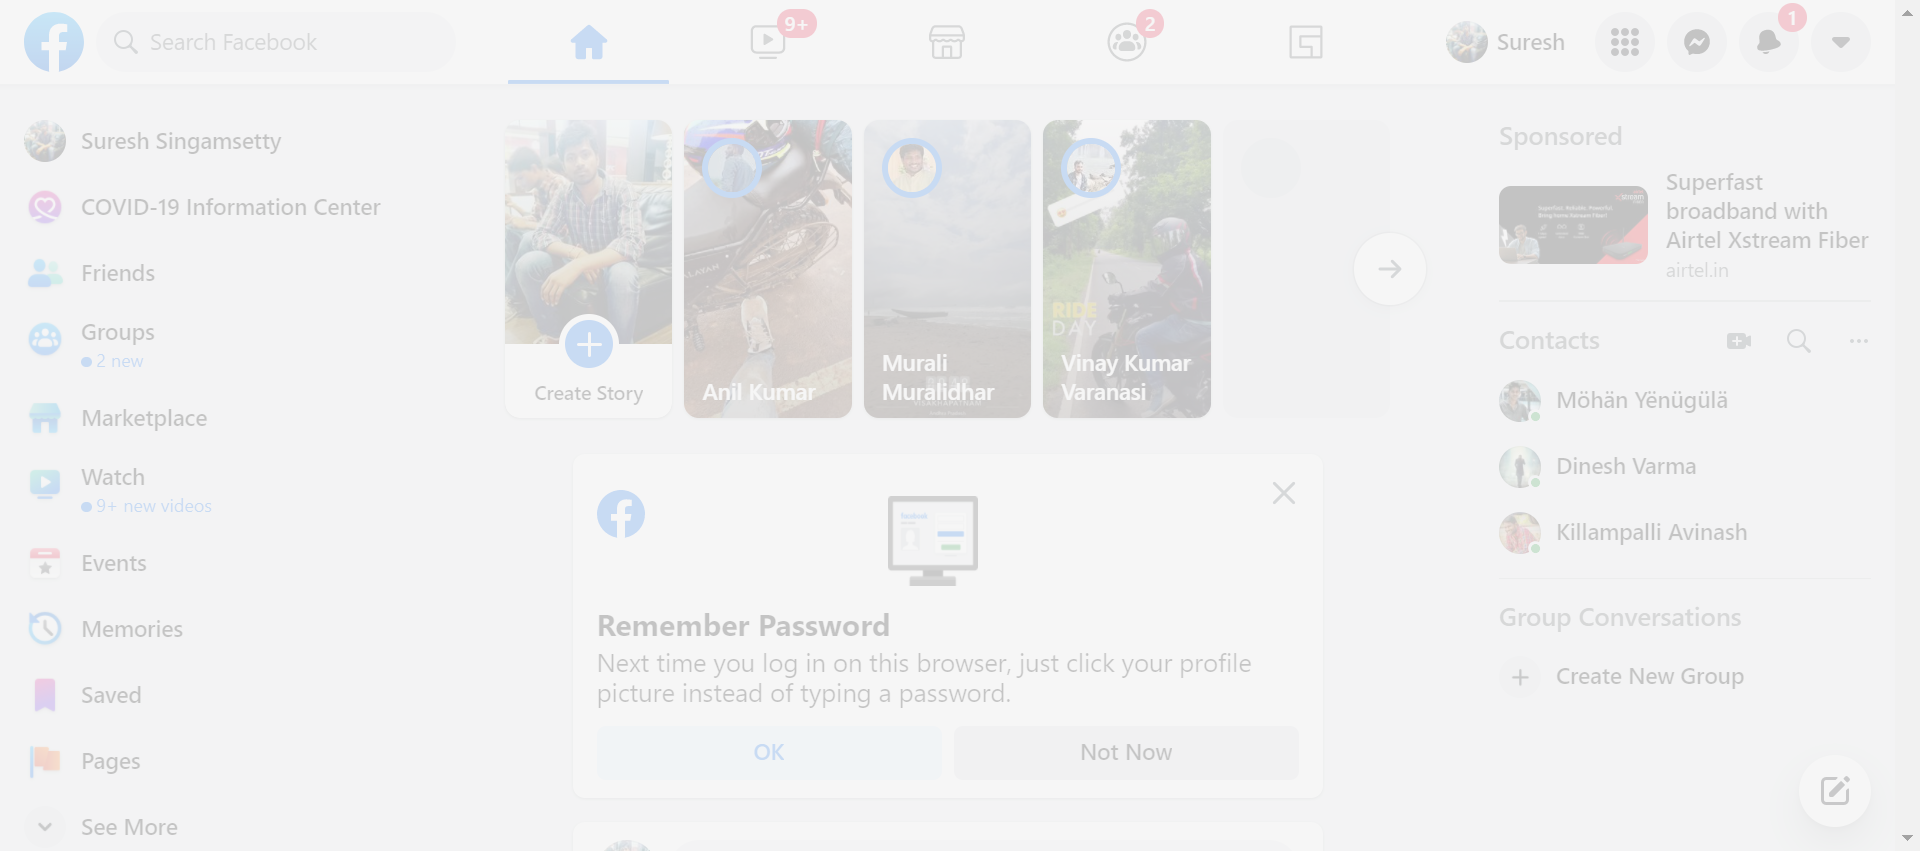 Search Facebook
9+
2
Suresh
1
Suresh Singamsetty
COVID-19 Information Center
Friends
Groups
2 new
Marketplace
Watch
9+ new videos
Events
Memories
Saved
Pages
See More
Create Story
Anil Kumar
Murali
Muralidhar
RIDE
DAY
Vinay Kumar
Varanasi
Remember Password
Next time you log in on this browser, just click your profile
picture instead of typing a password.
OK
Not Now
Sponsored
Superfast
broadband with
Airtel Xstream Fiber
airtel.in
Contacts
Möhän Yënügülä
Dinesh Varma
Killampalli Avinash
Group Conversations
Create New Group